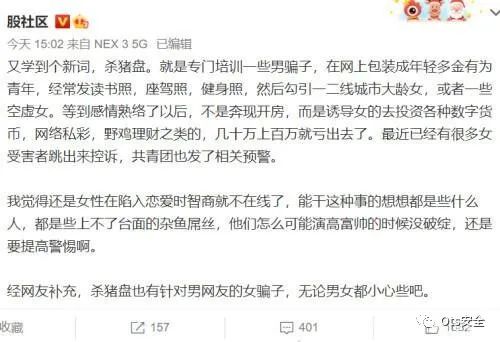 股社区
今天 15:02 来自 NEX 3 5G 已编辑
又学到个新词，杀猪盘。就是专门培训一些男骗子，在网上包装成年轻多金有为
青年，经常发读书照，座驾照，健身照，然后勾引一二线城市大龄女，或者一些
空虚女。等到感情熟络了以后，不是奔现开房，而是诱导女的去投资各种数字货
币，网络私彩，野鸡理财之类的，几十万上百万就亏出去了。最近已经有很多女
受害者跳出来控诉，共青团也发了相关预警。
我觉得还是女性在陷入恋爱时智商就不在线了，能干这种事的想想都是些什么
人，都是些上不了台面的杂鱼屌丝，他们怎么可能演高富帅的时候没破绽，还是
要提高警惕啊。
经网友补充，杀猪盘也有针对男网友的女骗子，无论男女都小心些吧。
收藏 157 401
Ots安全